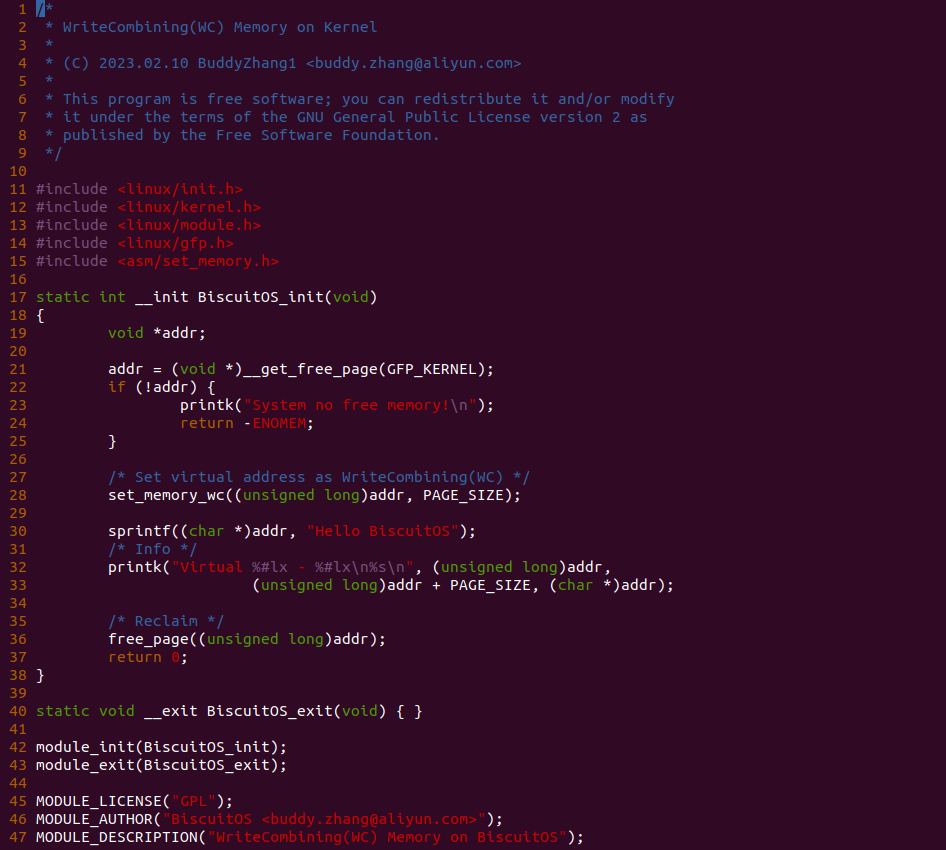 1 /*
2  * WriteCombining(WC) Memory on Kernel
3  *
4  * (C) 2023.02.10 BuddyZhang1 <buddy.zhang@aliyun.com>
5  *
6  * This program is free software; you can redistribute it and/or modify
7  * it under the terms of the GNU General Public License version 2 as
8  * published by the Free Software Foundation.
9  */
10
11 #include <linux/init.h>
12 #include <linux/kernel.h>
13 #include <linux/module.h>
14 #include <linux/gfp.h>
15 #include <asm/set_memory.h>
16
17 static int __init BiscuitOS_init(void)
18 {
19         void *addr;
20
21         addr = (void *)__get_free_page(GFP_KERNEL);
22         if (!addr) {
23                 printk("System no free memory!\n");
24                 return -ENOMEM;
25         }
26
27         /* Set virtual address as WriteCombining(WC) */
28         set_memory_wc((unsigned long)addr, PAGE_SIZE);
29
30         sprintf((char *)addr, "Hello BiscuitOS");
31         /* Info */
32         printk("Virtual %#lx - %#lx\n%s\n", (unsigned long)addr,
33                         (unsigned long)addr + PAGE_SIZE, (char *)addr);
34
35         /* Reclaim */
36         free_page((unsigned long)addr);
37         return 0;
38 }
39
40 static void __exit BiscuitOS_exit(void) { }
41
42 module_init(BiscuitOS_init);
43 module_exit(BiscuitOS_exit);
44
45 MODULE_LICENSE("GPL");
46 MODULE_AUTHOR("BiscuitOS <buddy.zhang@aliyun.com>");
47 MODULE_DESCRIPTION("WriteCombining(WC) Memory on BiscuitOS");